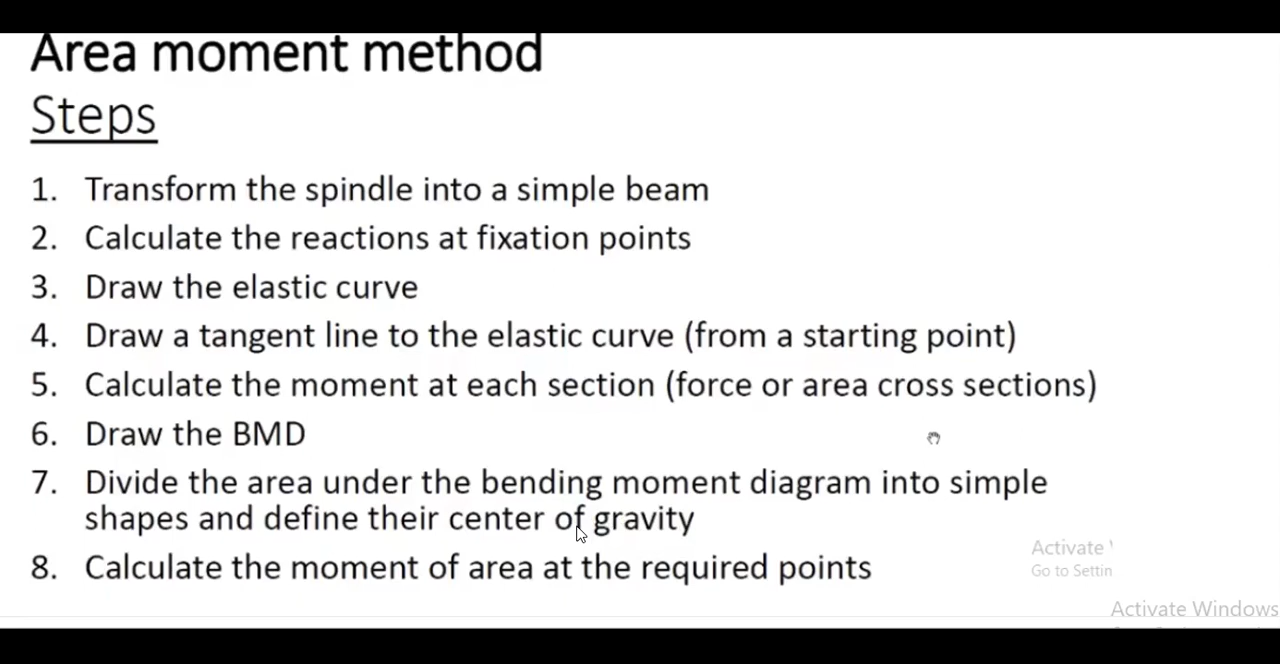 Area moment method
Steps
1. Transform the spindle into a simple beam
2. Calculate the reactions at fixation points
3. Draw the elastic curve
4. Draw a tangent line to the elastic curve (from a starting point)
5. Calculate the moment at each section (force or area cross sections)
6. Draw the BMD
7. Divide the area under the bending moment diagram into simple
shapes and define their center of gravity
8. Calculate the moment of area at the required points
Activate
Go to Settin
Activate Windows